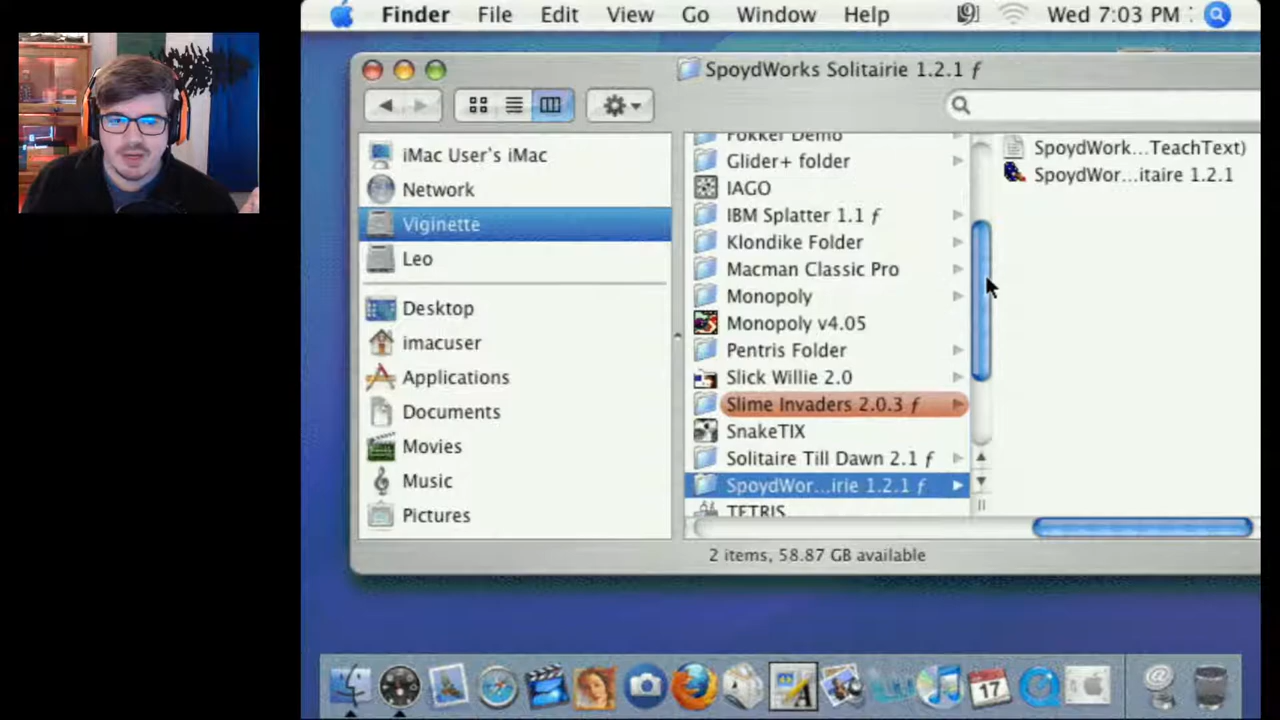 Finder File Edit View Go Window Help Wed 7:03 PM
SpoydWorks Solitairie 1.2.1 ƒ
iMac User's iMac
Network
Viginette
Leo
Desktop
imacuser
Applications
Documents
Movies
Music
Pictures
Fokker Demo
Glider+ folder
IAGO
IBM Splatter 1.1 ƒ
Klondike Folder
Macman Classic Pro
Monopoly
Monopoly v4.05
Pentris Folder
Slick Willie 2.0
Slime Invaders 2.0.3 ƒ
SnakeTIX
Solitaire Till Dawn 2.1 ƒ
SpoydWor...irie 1.2.1 ƒ
TETRIS
SpoydWork...TeachText)
SpoydWor...itaire 1.2.1
2 items, 58.87 GB available
17